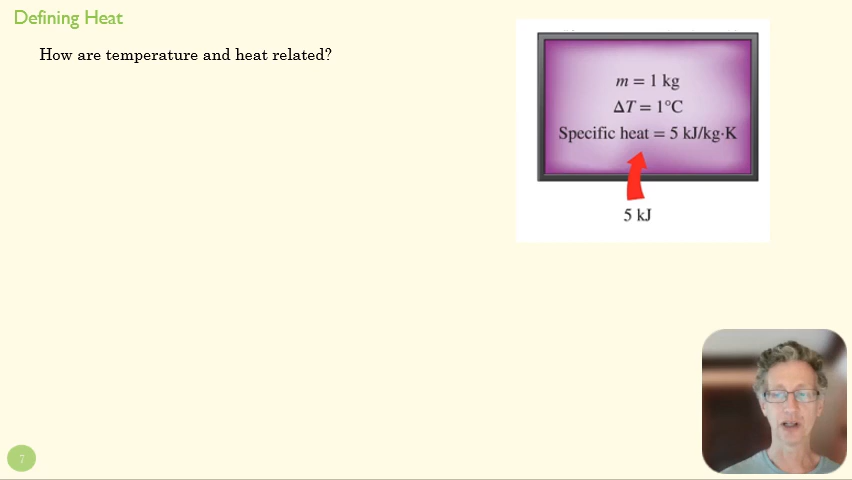 Defining Heat
How are temperature and heat related?
m = 1 kg
ΔT = 1°C
Specific heat = 5 kJ/kg·K
5 kJ
7